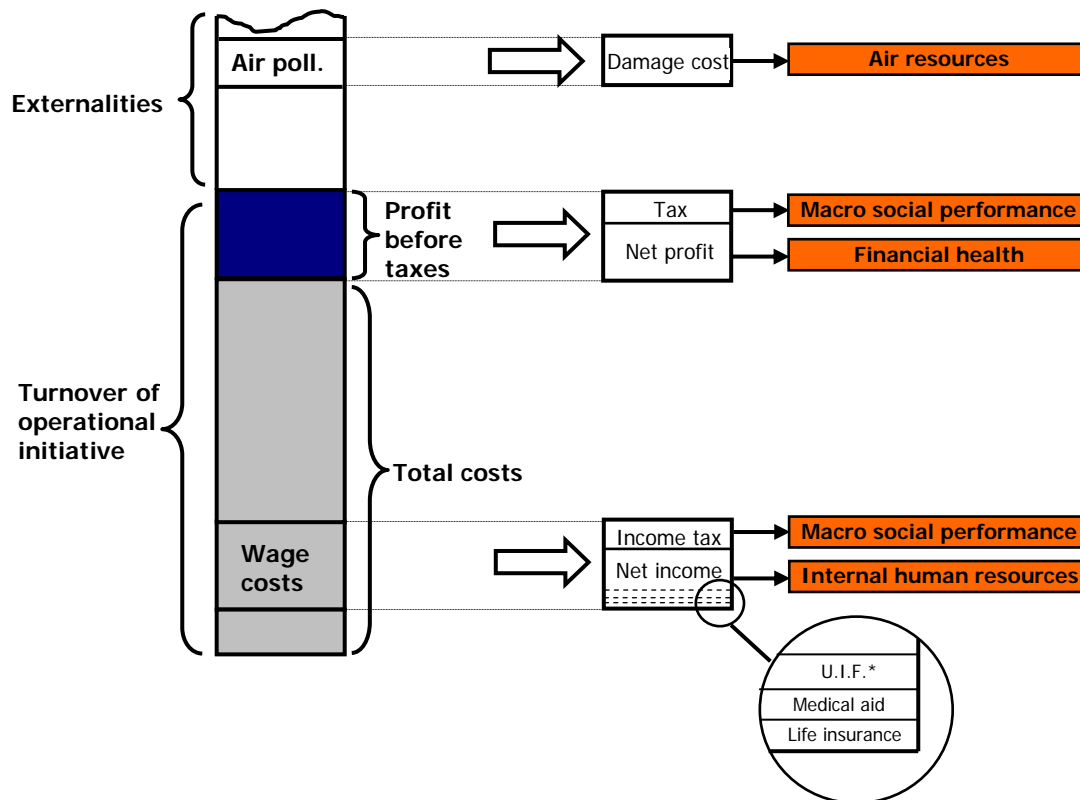 Air poll.
Damage cost
Air resources
Externalities
Profit
before
taxes
Tax
Net profit
Macro social performance
Financial health
Turnover of
operational
initiative
Total costs
Wage
costs
Income tax
Net income
Macro social performance
Internal human resources
U.I.F.*
Medical aid
Life insurance